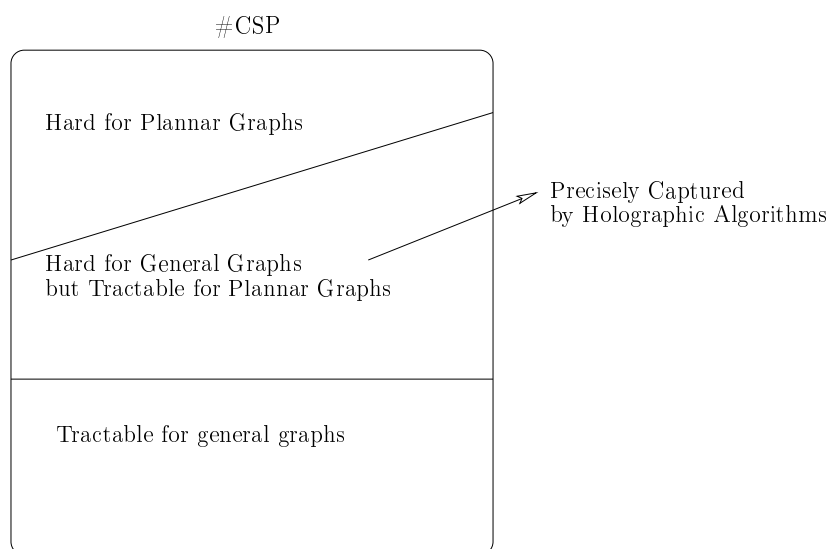 #CSP
Hard for Plannar Graphs
Precisely Captured
by Holographic Algorithms
Hard for General Graphs
but Tractable for Plannar Graphs
Tractable for general graphs